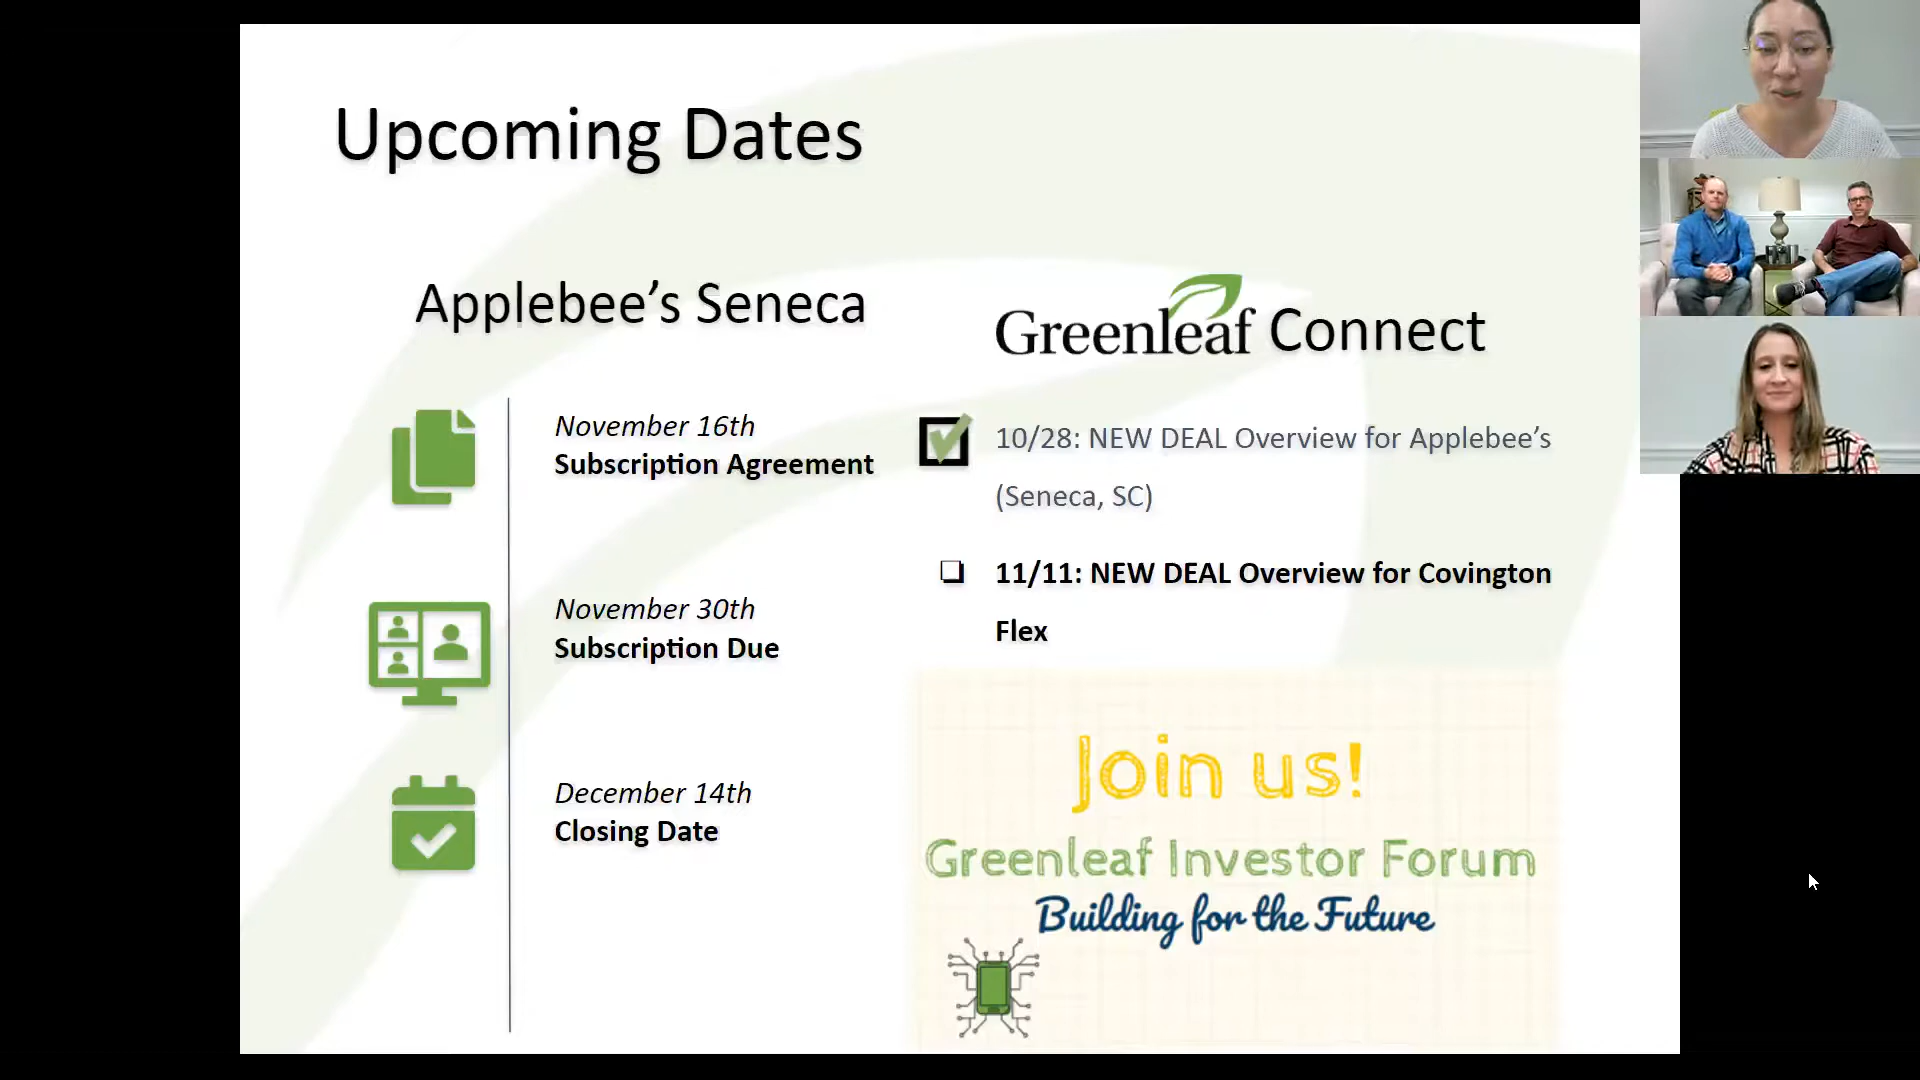 Upcoming Dates
Applebee’s Seneca
November 16th
Subscription Agreement
November 30th
Subscription Due
December 14th
Closing Date
Greenleaf Connect
10/28: NEW DEAL Overview for Applebee’s
(Seneca, SC)
11/11: NEW DEAL Overview for Covington
Flex
Join us!
Greenleaf Investor Forum
Building for the Future